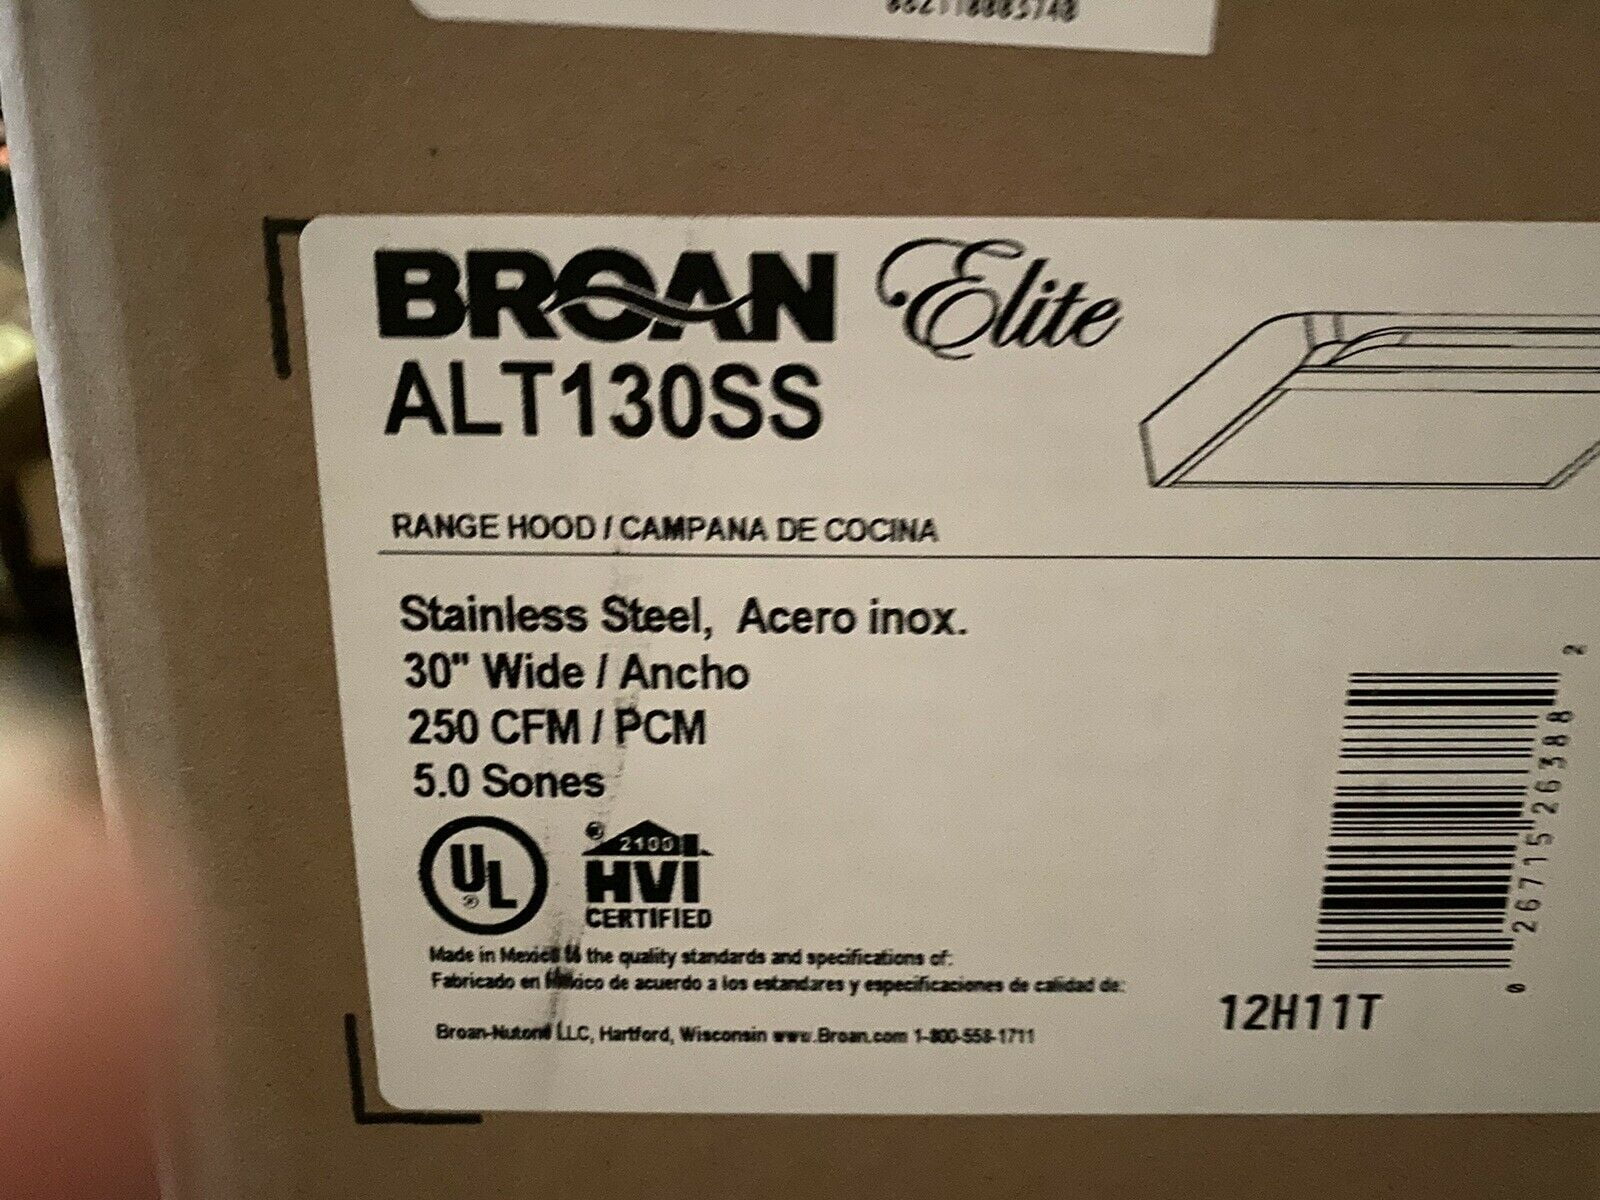 BROAN Elite
ALT130SS
RANGE HOOD / CAMPANA DE COCINA
Stainless Steel, Acero inox.
30" Wide / Ancho
250 CFM / PCM
5.0 Sones
UL ®
® 2100
HVI
CERTIFIED
Made in Mexico to the quality standards and specifications of:
Fabricado en México de acuerdo a los estandares y especificaciones de calidad de:
Broan-Nutone LLC, Hartford, Wisconsin www.Broan.com 1-800-558-1711
0 26715 26388 2
12H11T